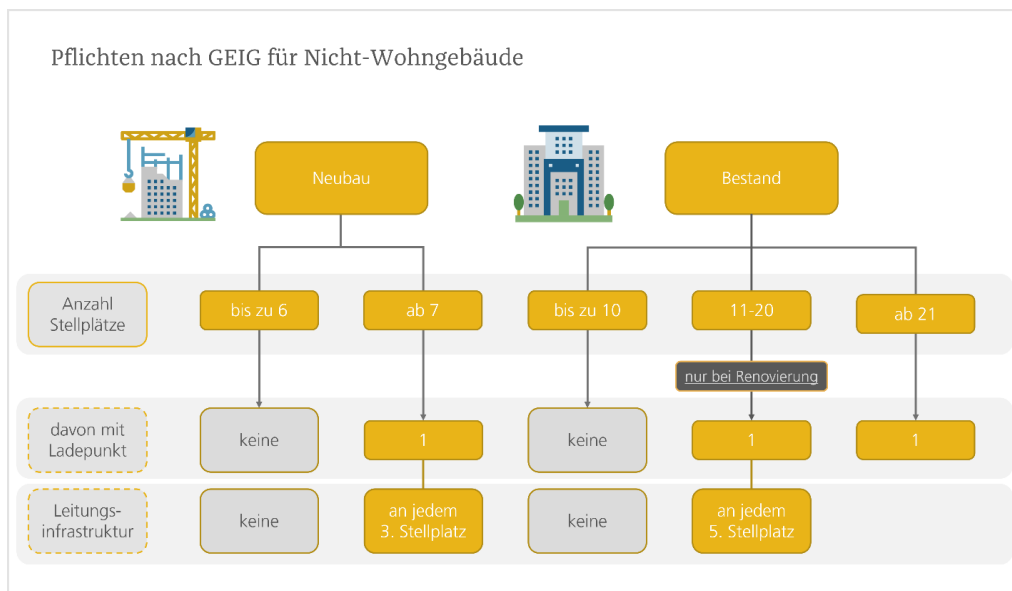 Pflichten nach GEIG für Nicht-Wohngebäude
Neubau
Bestand
Anzahl
Stellplätze
bis zu 6
ab 7
bis zu 10
11-20
ab 21
nur bei Renovierung
davon mit
Ladepunkt
keine
1
keine
1
1
Leitungs-
infrastruktur
keine
an jedem
3. Stellplatz
keine
an jedem
5. Stellplatz